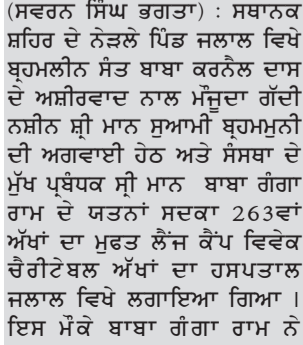 (ਸਵਰਨ ਸਿੰਘ ਭਗਤਾ) : ਸਥਾਨਕ
ਸ਼ਹਿਰ ਦੇ ਨੇੜਲੇ ਪਿੰਡ ਜਲਾਲ ਵਿਖੇ
ਬ੍ਰਹਮਲੀਨ ਸੰਤ ਬਾਬਾ ਕਰਨੈਲ ਦਾਸ
ਦੇ ਅਸ਼ੀਰਵਾਦ ਨਾਲ ਮੌਜੂਦਾ ਗੱਦੀ
ਨਸ਼ੀਨ ਸ਼੍ਰੀ ਮਾਨ ਸੁਆਮੀ ਬ੍ਰਹਮਮੁਨੀ
ਦੀ ਅਗਵਾਈ ਹੇਠ ਅਤੇ ਸੰਸਥਾ ਦੇ
ਮੁੱਖ ਪ੍ਰਬੰਧਕ ਸ੍ਰੀ ਮਾਨ ਬਾਬਾ ਗੰਗਾ
ਰਾਮ ਦੇ ਯਤਨਾਂ ਸਦਕਾ 263ਵਾਂ
ਅੱਖਾਂ ਦਾ ਮੁਫਤ ਲੈਂਜ ਕੈਂਪ ਵਿਵੇਕ
ਚੈਰੀਟੇਬਲ ਅੱਖਾਂ ਦਾ ਹਸਪਤਾਲ
ਜਲਾਲ ਵਿਖੇ ਲਗਾਇਆ ਗਿਆ ।
ਇਸ ਮੌਕੇ ਬਾਬਾ ਗੰਗਾ ਰਾਮ ਨੇ